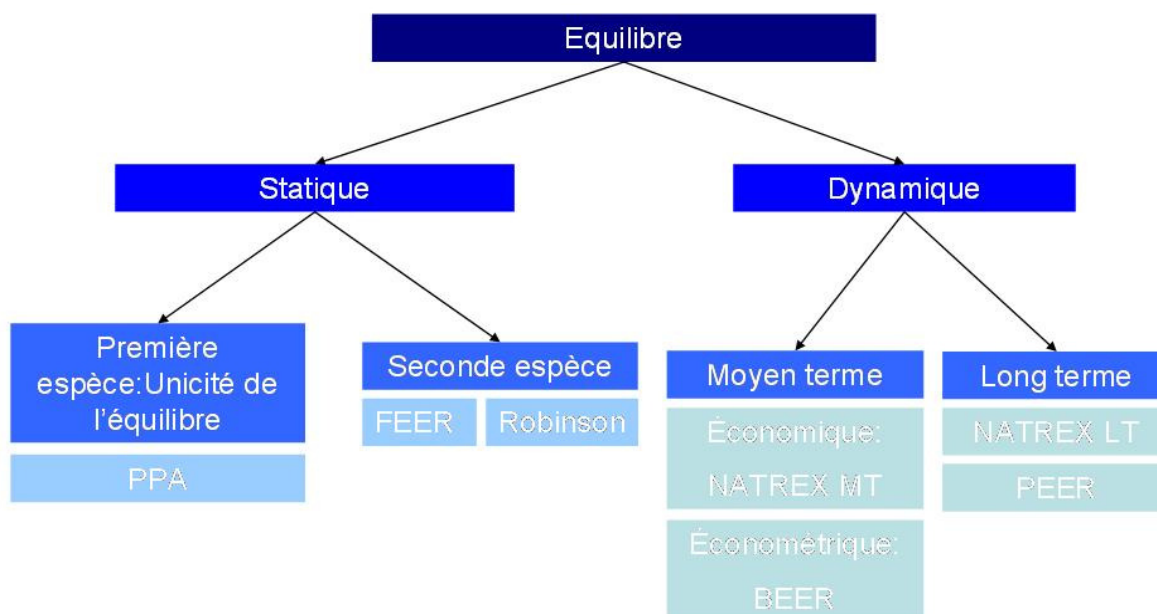 Equilibre
Statique
Dynamique
Première
espèce:Unicité de
l'équilibre
PPA
Seconde espèce
FEER
Robinson
Moyen terme
Économique:
NATREX MT
Économétrique:
BEER
Long terme
NATREX LT
PEER